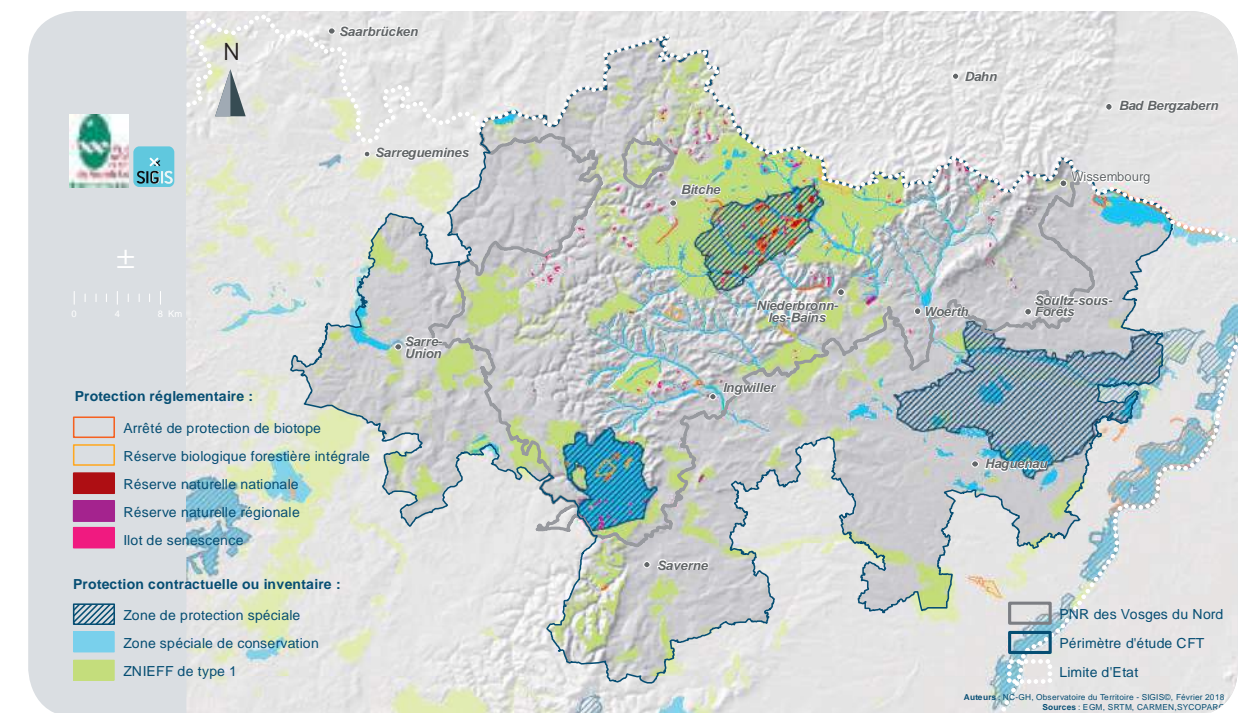 Saarbrücken
N
Dahn
Bad Bergzabern
Sarreguemines
SIGIS
Wissembourg
Bitche
±
0 4 8 Km
Niederbronn-
les-Bains
Soultz-sous-
Forêts
Woerth
Sarre-
Union
Ingwiller
Haguenau
Saverne
Protection réglementaire :
Arrêté de protection de biotope
Réserve biologique forestière intégrale
Réserve naturelle nationale
Réserve naturelle régionale
Ilot de senescence
Protection contractuelle ou inventaire :
Zone de protection spéciale
Zone spéciale de conservation
ZNIEFF de type 1
PNR des Vosges du Nord
Périmètre d'étude CFT
Limite d'Etat
Auteurs : NC-GH, Observatoire du Territoire - SIGIS©, Février 2018
Sources : EGM, SRTM, CARMEN,SYCOPARC